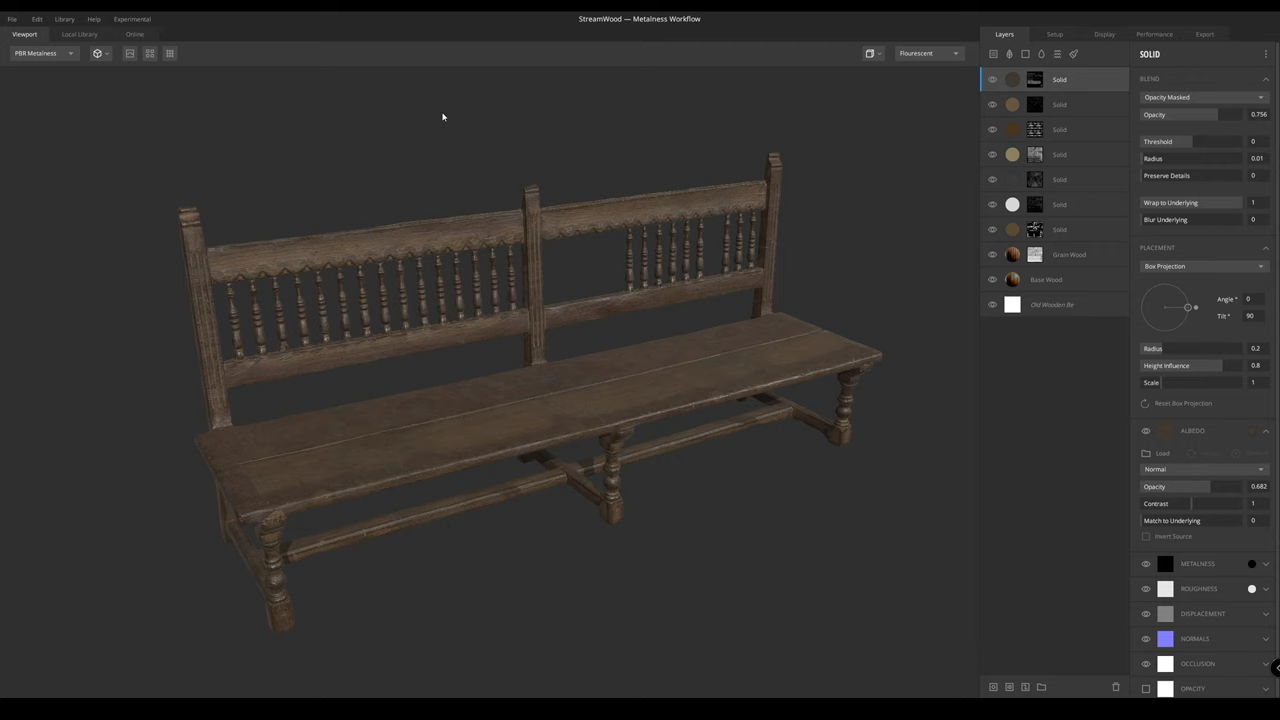 StreamWood — Metalness Workflow
File Edit Library Help Experimental
Viewport Local Library Online
Layers Setup Display Performance Export
PBR Metalness
Flourescent
Solid
Solid
Solid
Solid
Solid
Solid
Solid
Grain Wood
Base Wood
Old Wooden Be
SOLID
BLEND
Opacity Masked
Opacity 0.756
Threshold 0
Radius 0.01
Preserve Details 0
Wrap to Underlying 1
Blur Underlying 0
PLACEMENT
Box Projection
Angle ° 0
Tilt ° 90
Radius 0.2
Height Influence 0.8
Scale 1
Reset Box Projection
ALBEDO
Load
Normal
Opacity 0.682
Contrast 1
Match to Underlying 0
Invert Source
METALNESS
ROUGHNESS
DISPLACEMENT
NORMALS
OCCLUSION
OPACITY